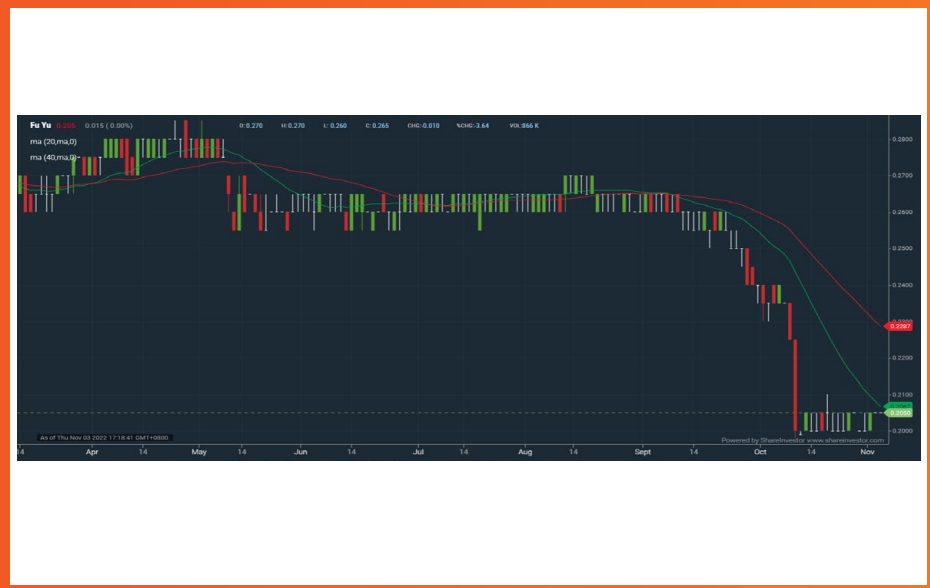 Fu Yu 0.205 0.015 ( 0.00%) O:0.270 H:0.270 L: 0.260 C: 0.265 CHG:-0.010 %CHG:-3.64 VOL:866 K
ma (20,ma,0)
ma (40,ma,0)
0.2800
0.2700
0.2600
0.2500
0.2400
0.2287
0.2200
0.2100
0.2050
0.2000
As of Thu Nov 03 2022 17:18:41 GMT+0800.
Powered by ShareInvestor www.shareinvestor.com
14 Apr 14 May 14 Jun 14 Jul 14 Aug 14 Sept 14 Oct 14 Nov